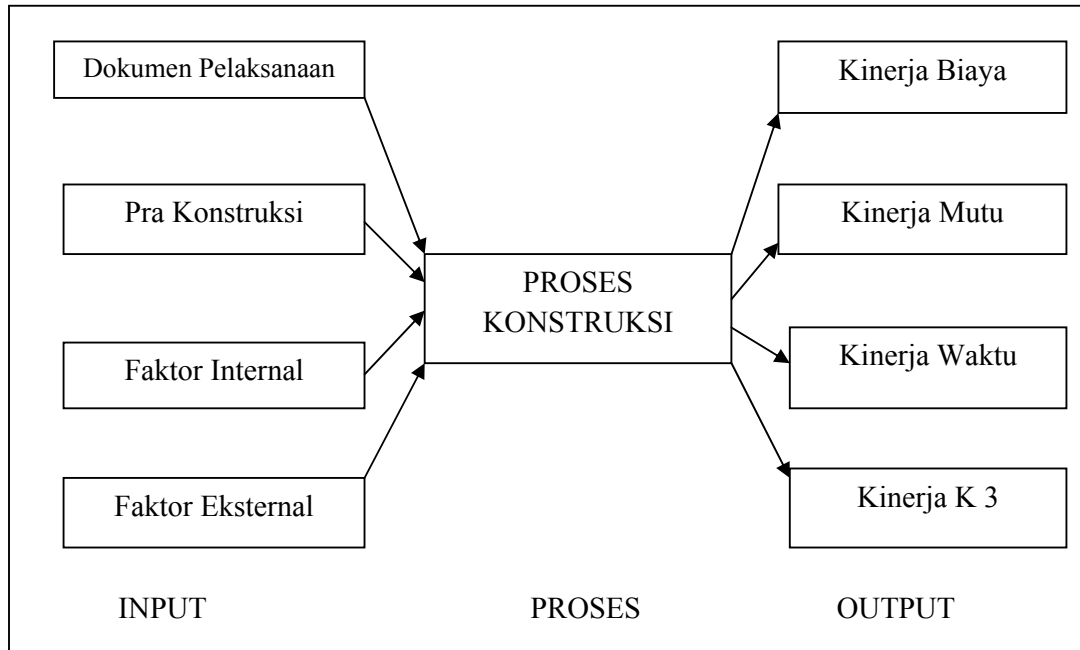 Dokumen Pelaksanaan
Pra Konstruksi
Faktor Internal
Faktor Eksternal
INPUT
PROSES
KONSTRUKSI
PROSES
Kinerja Biaya
Kinerja Mutu
Kinerja Waktu
Kinerja K 3
OUTPUT